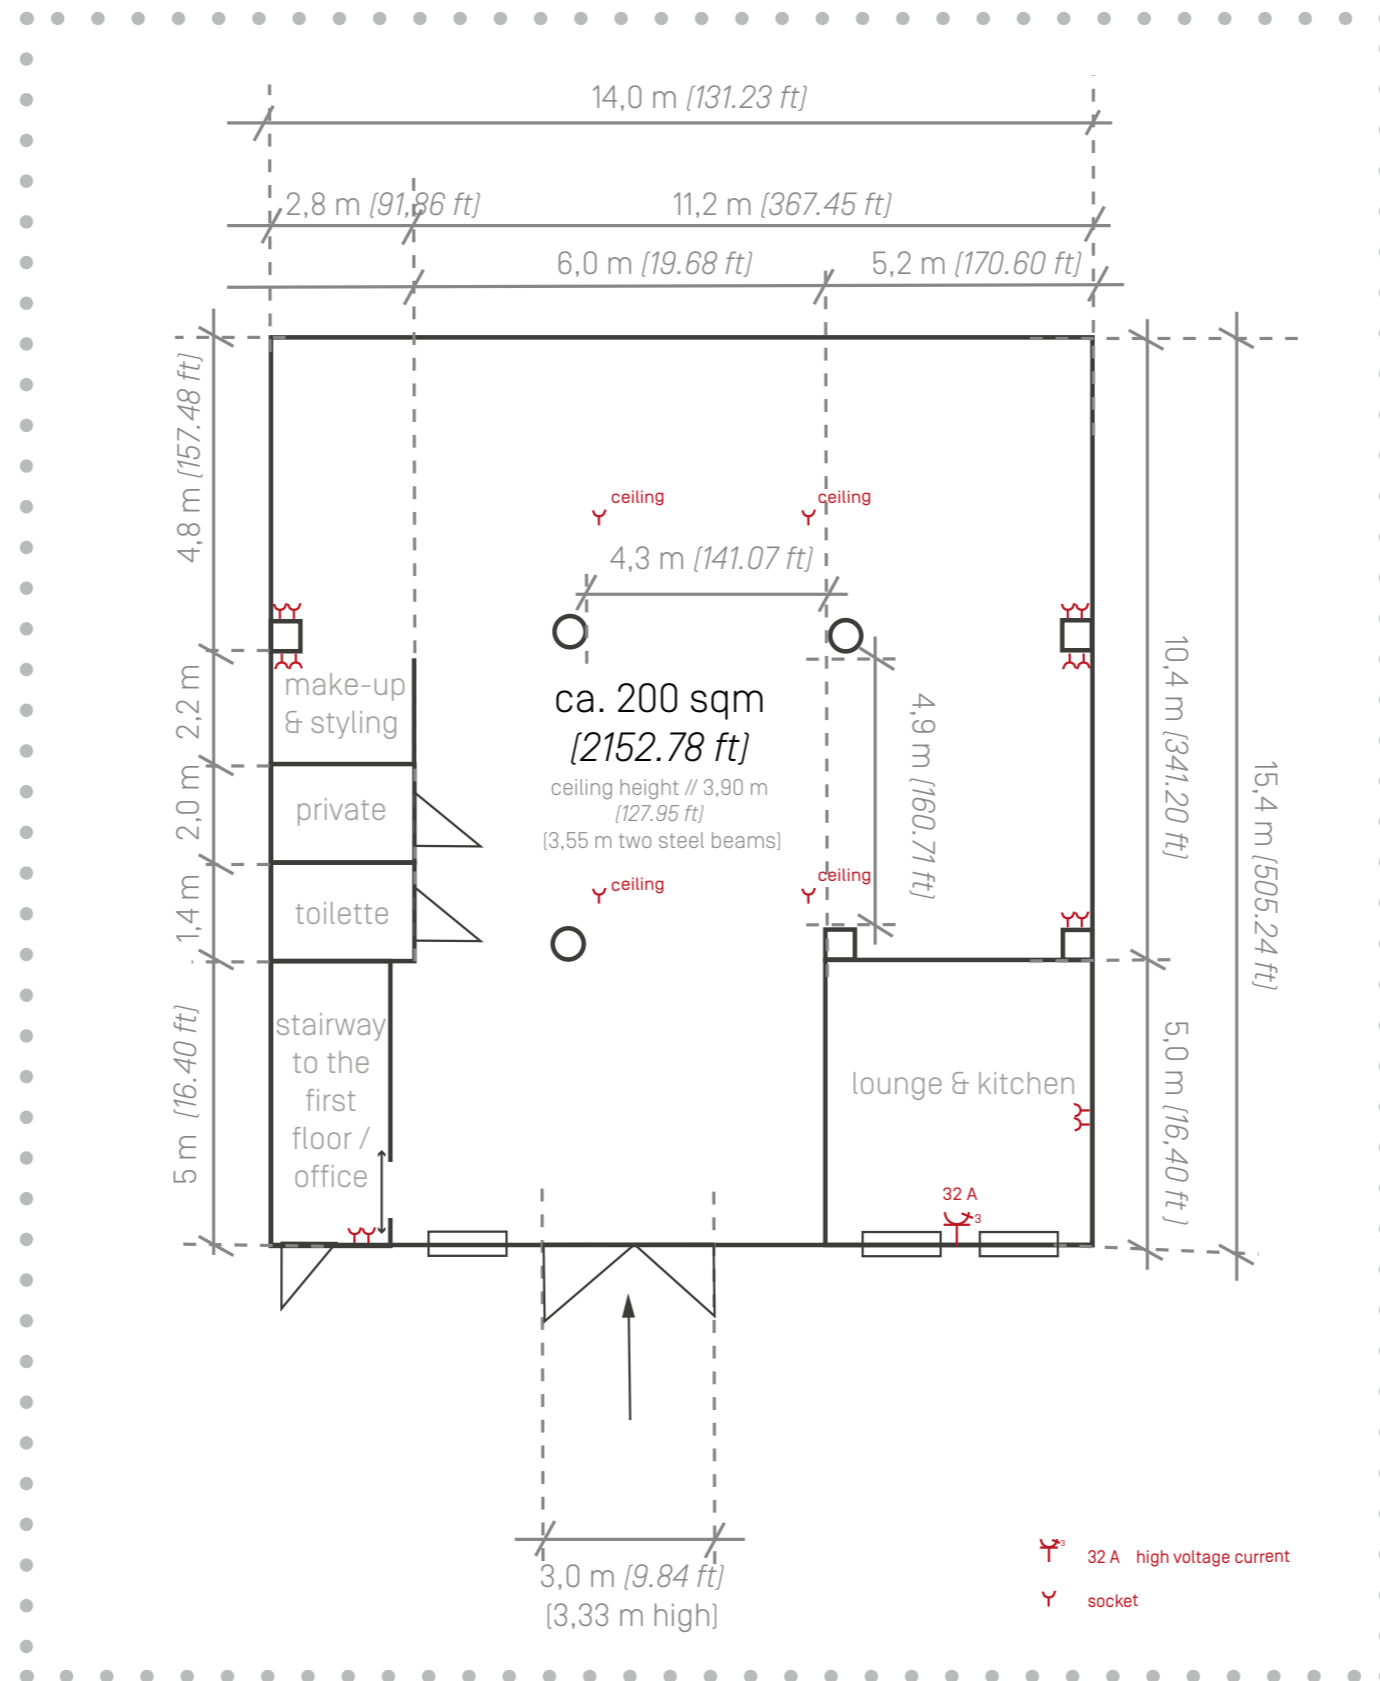 14,0 m (131.23 ft)
2,8 m (91,86 ft)
11,2 m (367.45 ft)
6,0 m (19.68 ft)
5,2 m (170.60 ft)
4,8 m (157.48 ft)
ceiling
ceiling
4,3 m (141.07 ft)
2,2 m
make-up
& styling
ca. 200 sqm
(2152.78 ft)
ceiling height // 3,90 m
(127.95 ft)
(3,55 m two steel beams)
4,9 m (160.71 ft)
10,4 m (341.20 ft)
15,4 m (505.24 ft)
2,0 m
private
1,4 m
toilette
ceiling
ceiling
5 m (16.40 ft)
stairway
to the
first
floor /
office
lounge & kitchen
5,0 m (16,40 ft )
32 A
3
3,0 m (9.84 ft)
(3,33 m high)
3
32 A high voltage current
socket